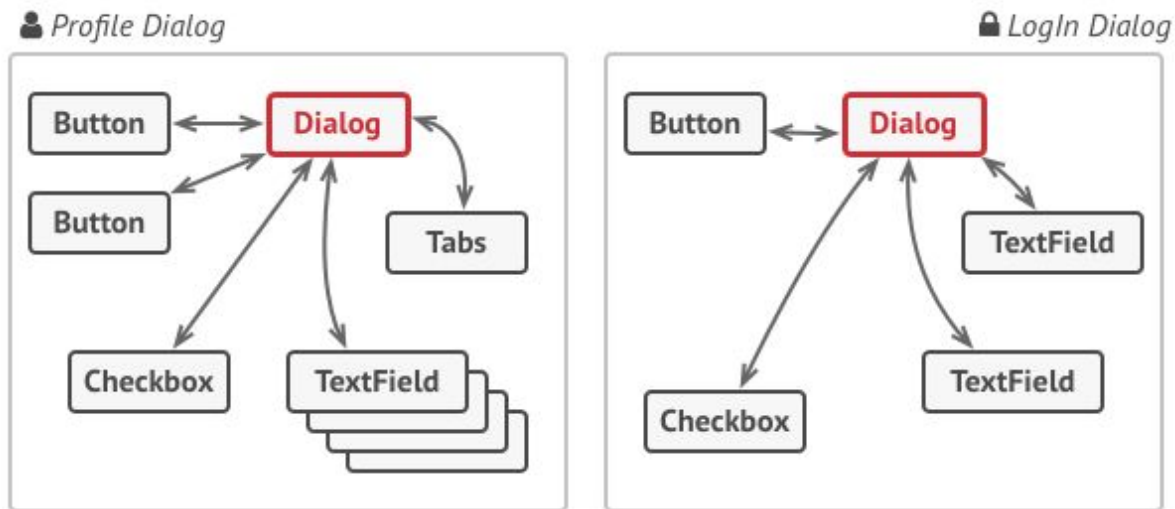 Profile Dialog
Button
Dialog
Button
Tabs
Checkbox
TextField
LogIn Dialog
Button
Dialog
TextField
TextField
Checkbox